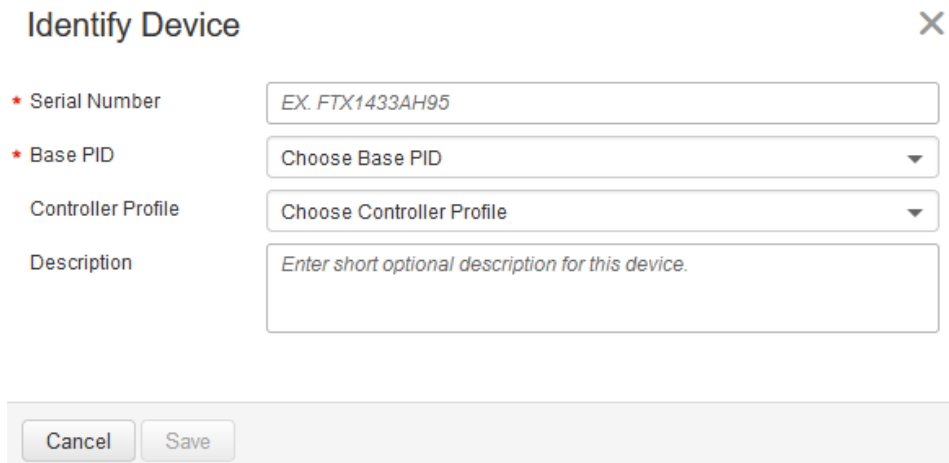 Identify Device
* Serial Number
EX. FTX1433AH95
* Base PID
Choose Base PID
Controller Profile
Choose Controller Profile
Description
Enter short optional description for this device.
Cancel
Save